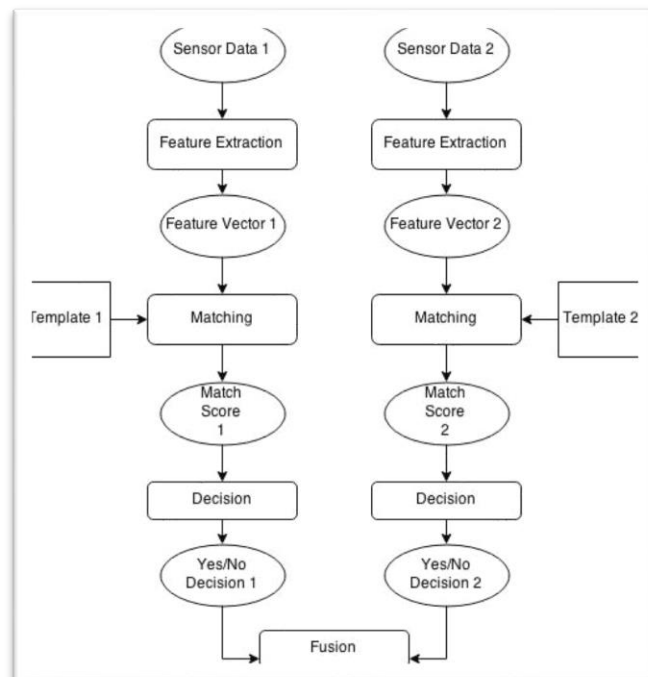 Sensor Data 1
Sensor Data 2
Feature Extraction
Feature Extraction
Feature Vector 1
Feature Vector 2
Template 1
Matching
Matching
Template 2
Match
Score
1
Match
Score
2
Decision
Decision
Yes/No
Decision 1
Yes/No
Decision 2
Fusion